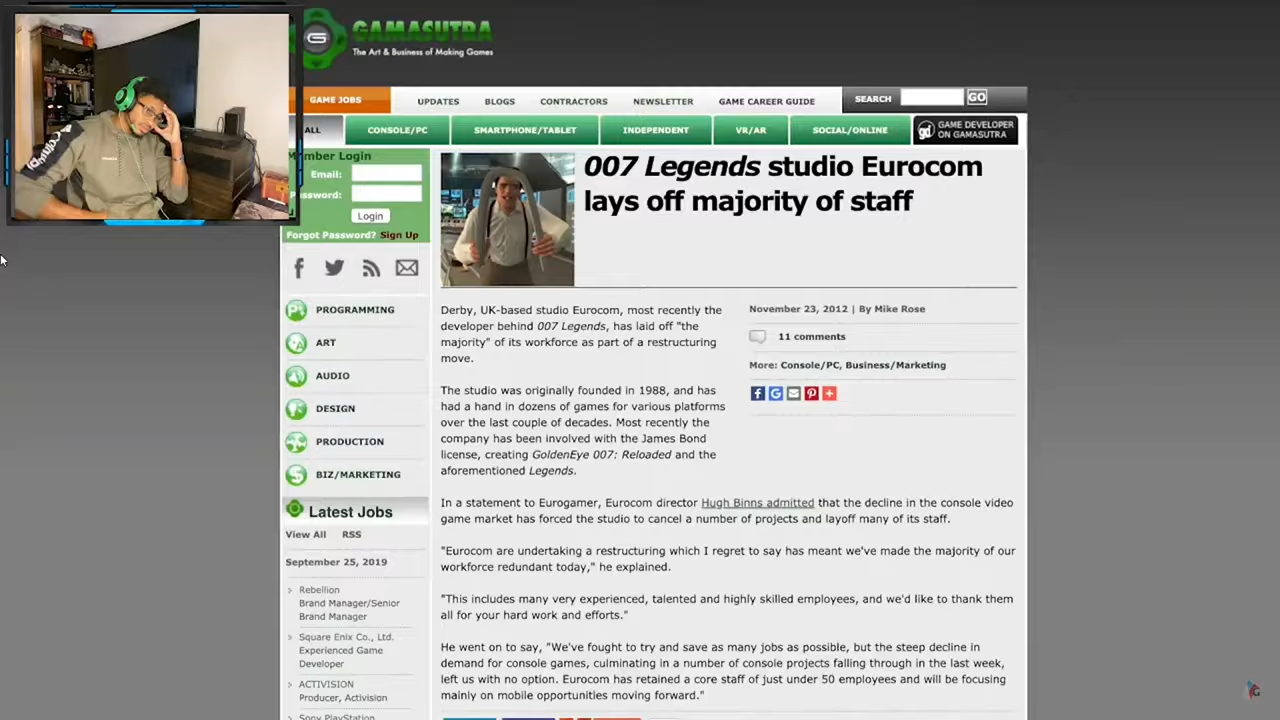 GAMASUTRA
The Art & Business of Making Games
GAME JOBS
UPDATES
BLOGS
CONTRACTORS
NEWSLETTER
GAME CAREER GUIDE
SEARCH
GO
ALL
CONSOLE/PC
SMARTPHONE/TABLET
INDEPENDENT
VR/AR
SOCIAL/ONLINE
gd GAME DEVELOPER
ON GAMASUTRA
mber Login
Email:
assword:
Login
Forgot Password? Sign Up
PROGRAMMING
ART
AUDIO
DESIGN
PRODUCTION
BIZ/MARKETING
Latest Jobs
View All RSS
September 25, 2019
Rebellion
Brand Manager/Senior
Brand Manager
Square Enix Co., Ltd.
Experienced Game
Developer
ACTIVISION
Producer, Activision
Sony PlayStation
007 Legends studio Eurocom
lays off majority of staff
Derby, UK-based studio Eurocom, most recently the
developer behind 007 Legends, has laid off "the
majority" of its workforce as part of a restructuring
move.
The studio was originally founded in 1988, and has
had a hand in dozens of games for various platforms
over the last couple of decades. Most recently the
company has been involved with the James Bond
license, creating GoldenEye 007: Reloaded and the
aforementioned Legends.
November 23, 2012 | By Mike Rose
11 comments
More: Console/PC, Business/Marketing
In a statement to Eurogamer, Eurocom director Hugh Binns admitted that the decline in the console video
game market has forced the studio to cancel a number of projects and layoff many of its staff.
"Eurocom are undertaking a restructuring which I regret to say has meant we've made the majority of our
workforce redundant today," he explained.
"This includes many very experienced, talented and highly skilled employees, and we'd like to thank them
all for your hard work and efforts."
He went on to say, "We've fought to try and save as many jobs as possible, but the steep decline in
demand for console games, culminating in a number of console projects falling through in the last week,
left us with no option. Eurocom has retained a core staff of just under 50 employees and will be focusing
mainly on mobile opportunities moving forward."